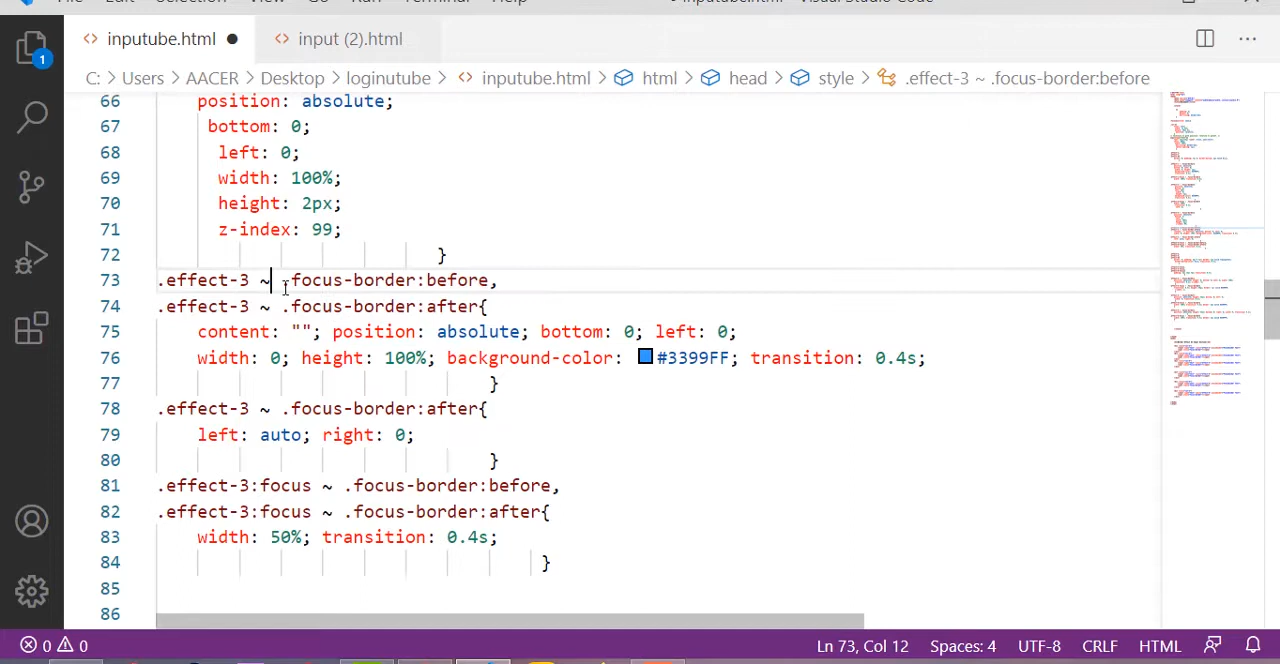 File Edit Selection View Go Run Terminal Help inputube.html - Visual Studio Code
inputube.html ● input (2).html
C: > Users > AACER > Desktop > loginutube > inputube.html > html > head > style > .effect-3 ~ .focus-border:before
1
66 position: absolute;
67 bottom: 0;
68 left: 0;
69 width: 100%;
70 height: 2px;
71 z-index: 99;
72 }
73 .effect-3 ~ .focus-border:before,
74 .effect-3 ~ .focus-border:after{
75 content: ""; position: absolute; bottom: 0; left: 0;
76 width: 0; height: 100%; background-color: #3399FF; transition: 0.4s;
77 }
78 .effect-3 ~ .focus-border:after{
79 left: auto; right: 0;
80 }
81 .effect-3:focus ~ .focus-border:before,
82 .effect-3:focus ~ .focus-border:after{
83 width: 50%; transition: 0.4s;
84 }
85
86
0 0 Ln 73, Col 12 Spaces: 4 UTF-8 CRLF HTML